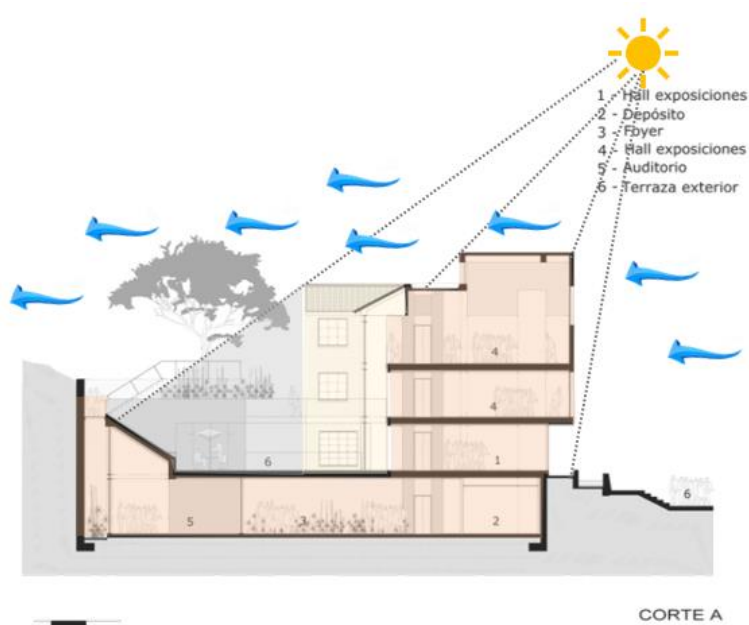 1 - Hall exposiciones
2 - Depósito
3 - Foyer
4 - Hall exposiciones
5 - Auditorio
6 - Terraza exterior
4
4
6
1
6
5
3
2
CORTE A